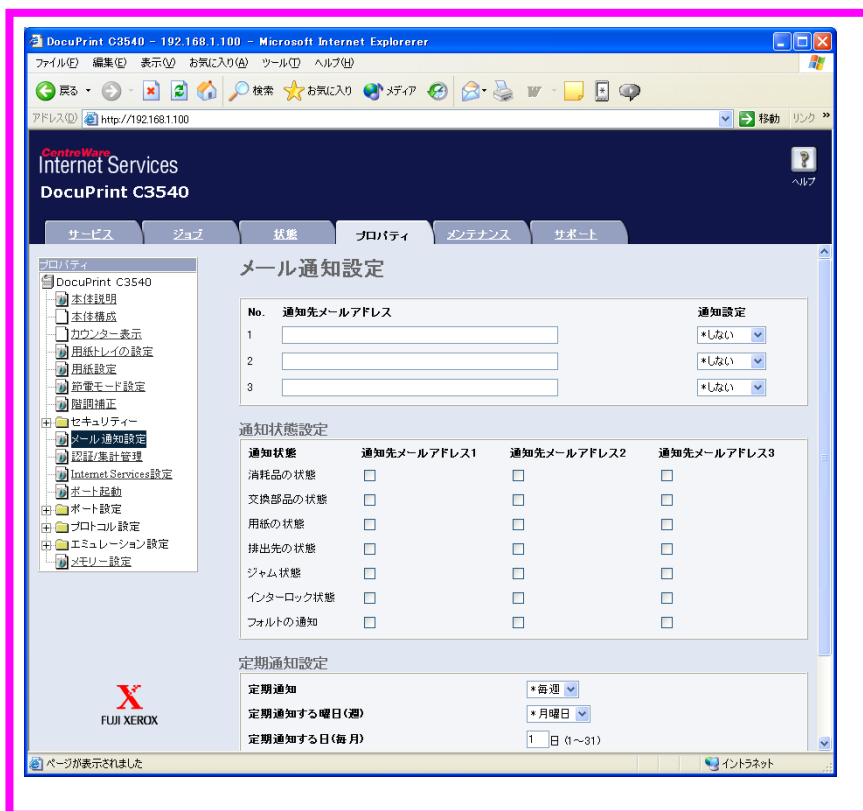 DocuPrint C3540 - 192.168.1.100 - Microsoft Internet Explorerer
ファイル(F) 編集(E) 表示(V) お気に入り(A) ツール(T) ヘルプ(H)
戻る 検索 お気に入り メディア
アドレス(D) http://192.168.1.100 移動 リンク »
CentreWare
Internet Services
DocuPrint C3540
ヘルプ
サービス ジョブ 状態 プロパティ メンテナンス サポート
プロパティ
DocuPrint C3540
本体説明
本体構成
カウンター表示
用紙トレイの設定
用紙設定
節電モード設定
階調補正
セキュリティー
メール通知設定
認証/集計管理
Internet Services設定
ポート起動
ポート設定
プロトコル設定
エミュレーション設定
メモリー設定
FUJI XEROX
メール通知設定
No. 通知先メールアドレス 通知設定
1 *しない
2 *しない
3 *しない
通知状態設定
通知状態 通知先メールアドレス1 通知先メールアドレス2 通知先メールアドレス3
消耗品の状態
交換部品の状態
用紙の状態
排出先の状態
ジャム状態
インターロック状態
フォルトの通知
定期通知設定
定期通知 *毎週
定期通知する曜日(週) *月曜日
定期通知する日(毎月) 1 日 (1～31)
ページが表示されました イントラネット